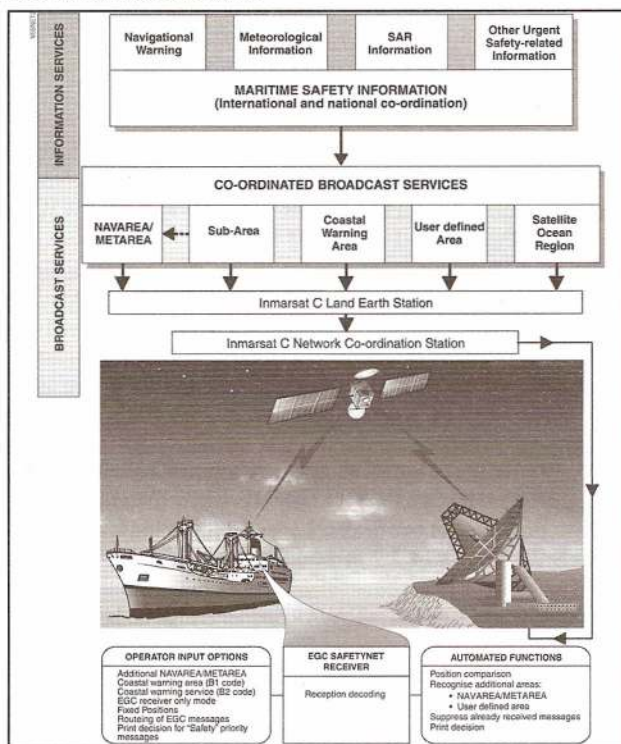 INFORMATION SERVICES
Navigational
Warning
Meteorological
Information
SAR
Information
Other Urgent
Safety-related
Information
MARITIME SAFETY INFORMATION
(International and national co-ordination)
BROADCAST SERVICES
CO-ORDINATED BROADCAST SERVICES
NAVAREA/
METAREA
Sub-Area
Coastal
Warning
Area
User defined
Area
Satellite
Ocean
Region
Inmarsat C Land Earth Station
Inmarsat C Network Co-ordination Station
OPERATOR INPUT OPTIONS
Additional NAVAREA/METAREA
Coastal warning area (B1 code)
Coastal warning service (B2 code)
EGC receiver only mode
Fixed Positions
Routeing of EGC messages
Print decision for "Safety" priority
messages
EGC SAFETYNET
RECEIVER
Reception decoding
AUTOMATED FUNCTIONS
Position comparison
Recognise additional areas:
• NAVAREA/METAREA
• User defined area
Suppress already received messages
Print decision